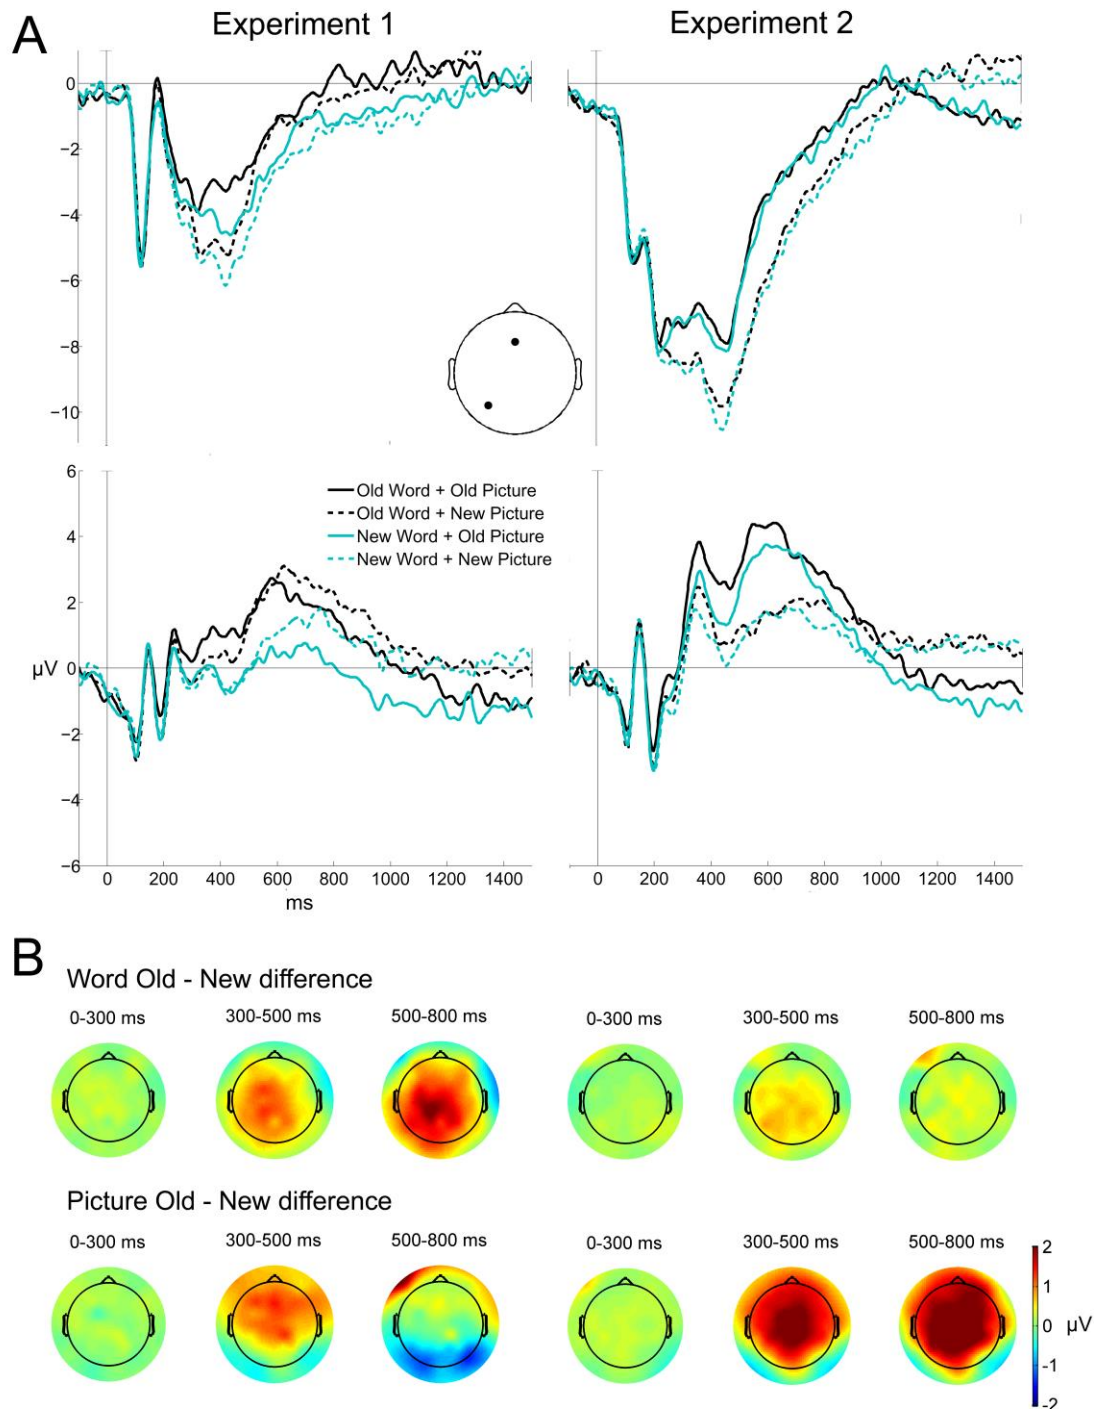 A
Experiment 1
Experiment 2
0
−2
−4
−6
−8
−10
6
4
2
0
−2
−4
−6
µV
Old Word + Old Picture
Old Word + New Picture
New Word + Old Picture
New Word + New Picture
0 200 400 600 800 1000 1200 1400
0 200 400 600 800 1000 1200 1400
ms
B
Word Old - New difference
0-300 ms 300-500 ms 500-800 ms 0-300 ms 300-500 ms 500-800 ms
Picture Old - New difference
0-300 ms 300-500 ms 500-800 ms 0-300 ms 300-500 ms 500-800 ms
2
1
0
-1
-2
µV